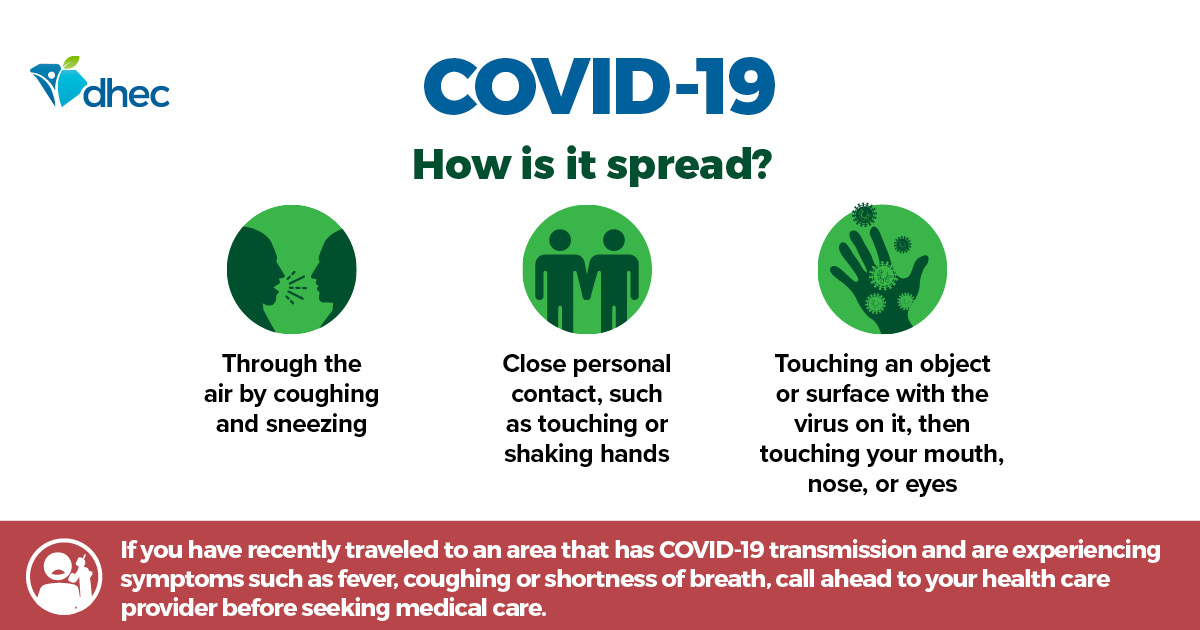 dhec
COVID-19
How is it spread?
Through the
air by coughing
and sneezing
Close personal
contact, such
as touching or
shaking hands
Touching an object
or surface with the
virus on it, then
touching your mouth,
nose, or eyes
If you have recently traveled to an area that has COVID-19 transmission and are experiencing
symptoms such as fever, coughing or shortness of breath, call ahead to your health care
provider before seeking medical care.